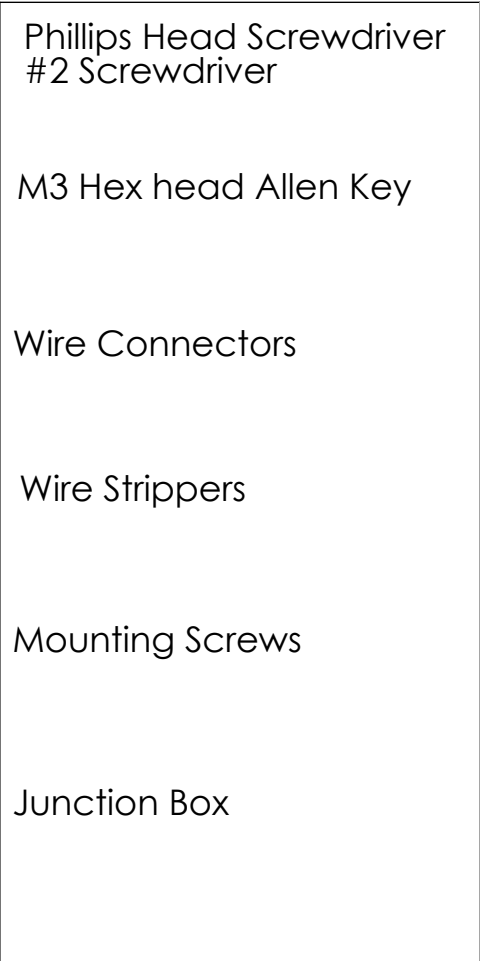 Phillips Head Screwdriver
#2 Screwdriver
M3 Hex head Allen Key
Wire Connectors
Wire Strippers
Mounting Screws
Junction Box